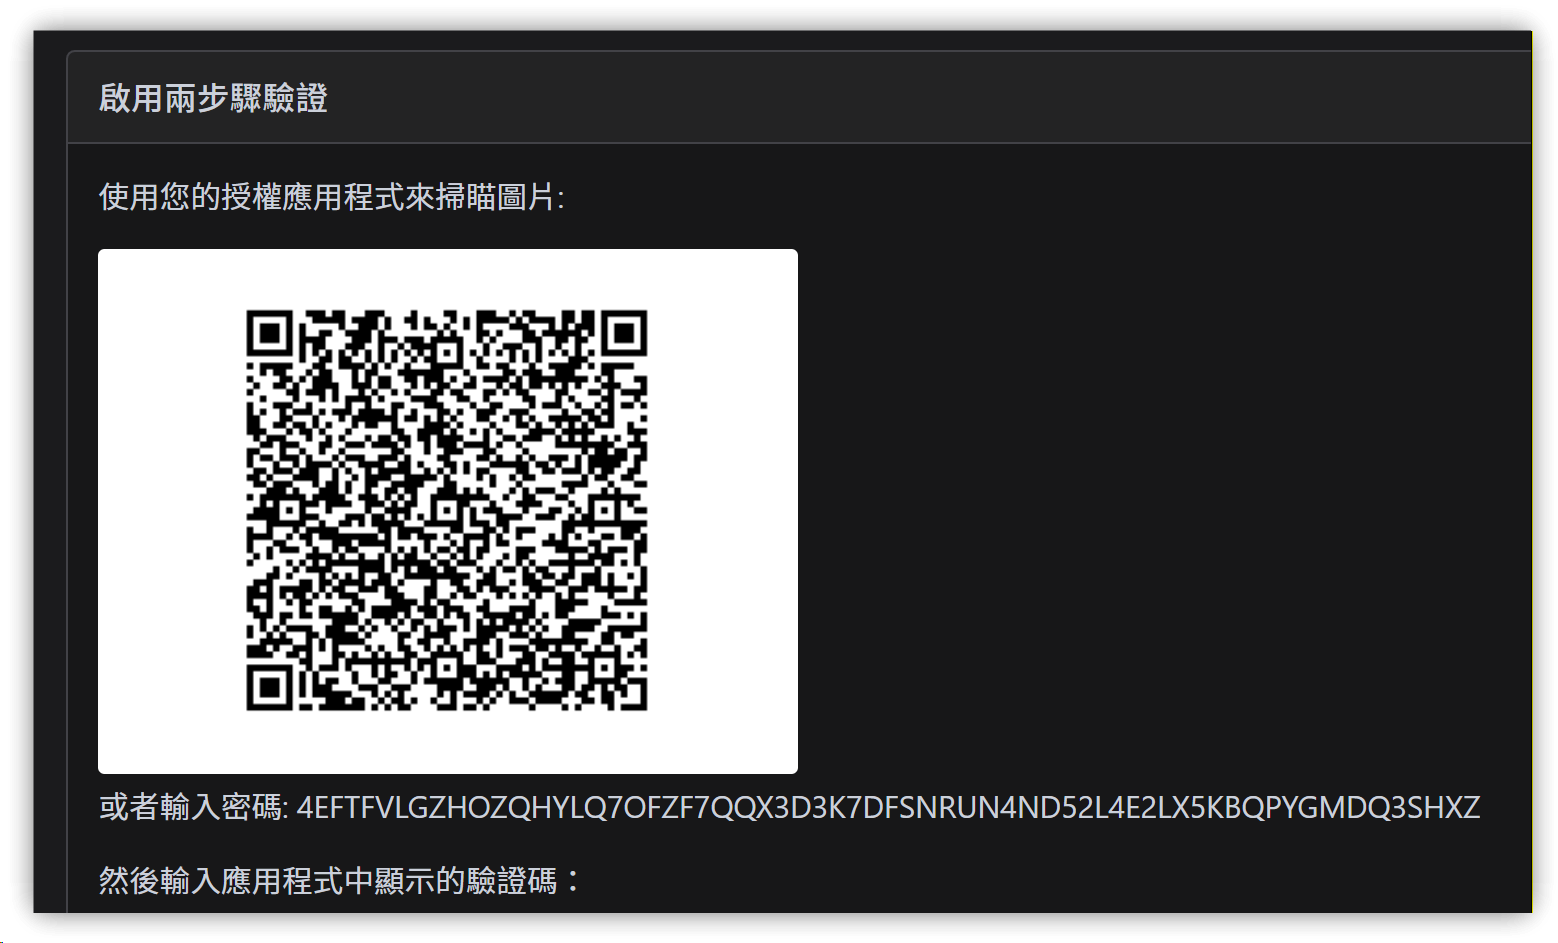 啟用兩步驟驗證
使用您的授權應用程式來掃瞄圖片:
或者輸入密碼: 4EFTFVLGZHOZQHYLQ7OFZF7QQX3D3K7DFSNRUN4ND52L4E2LX5KBQPYGMDQ3SHXZ
然後輸入應用程式中顯示的驗證碼：